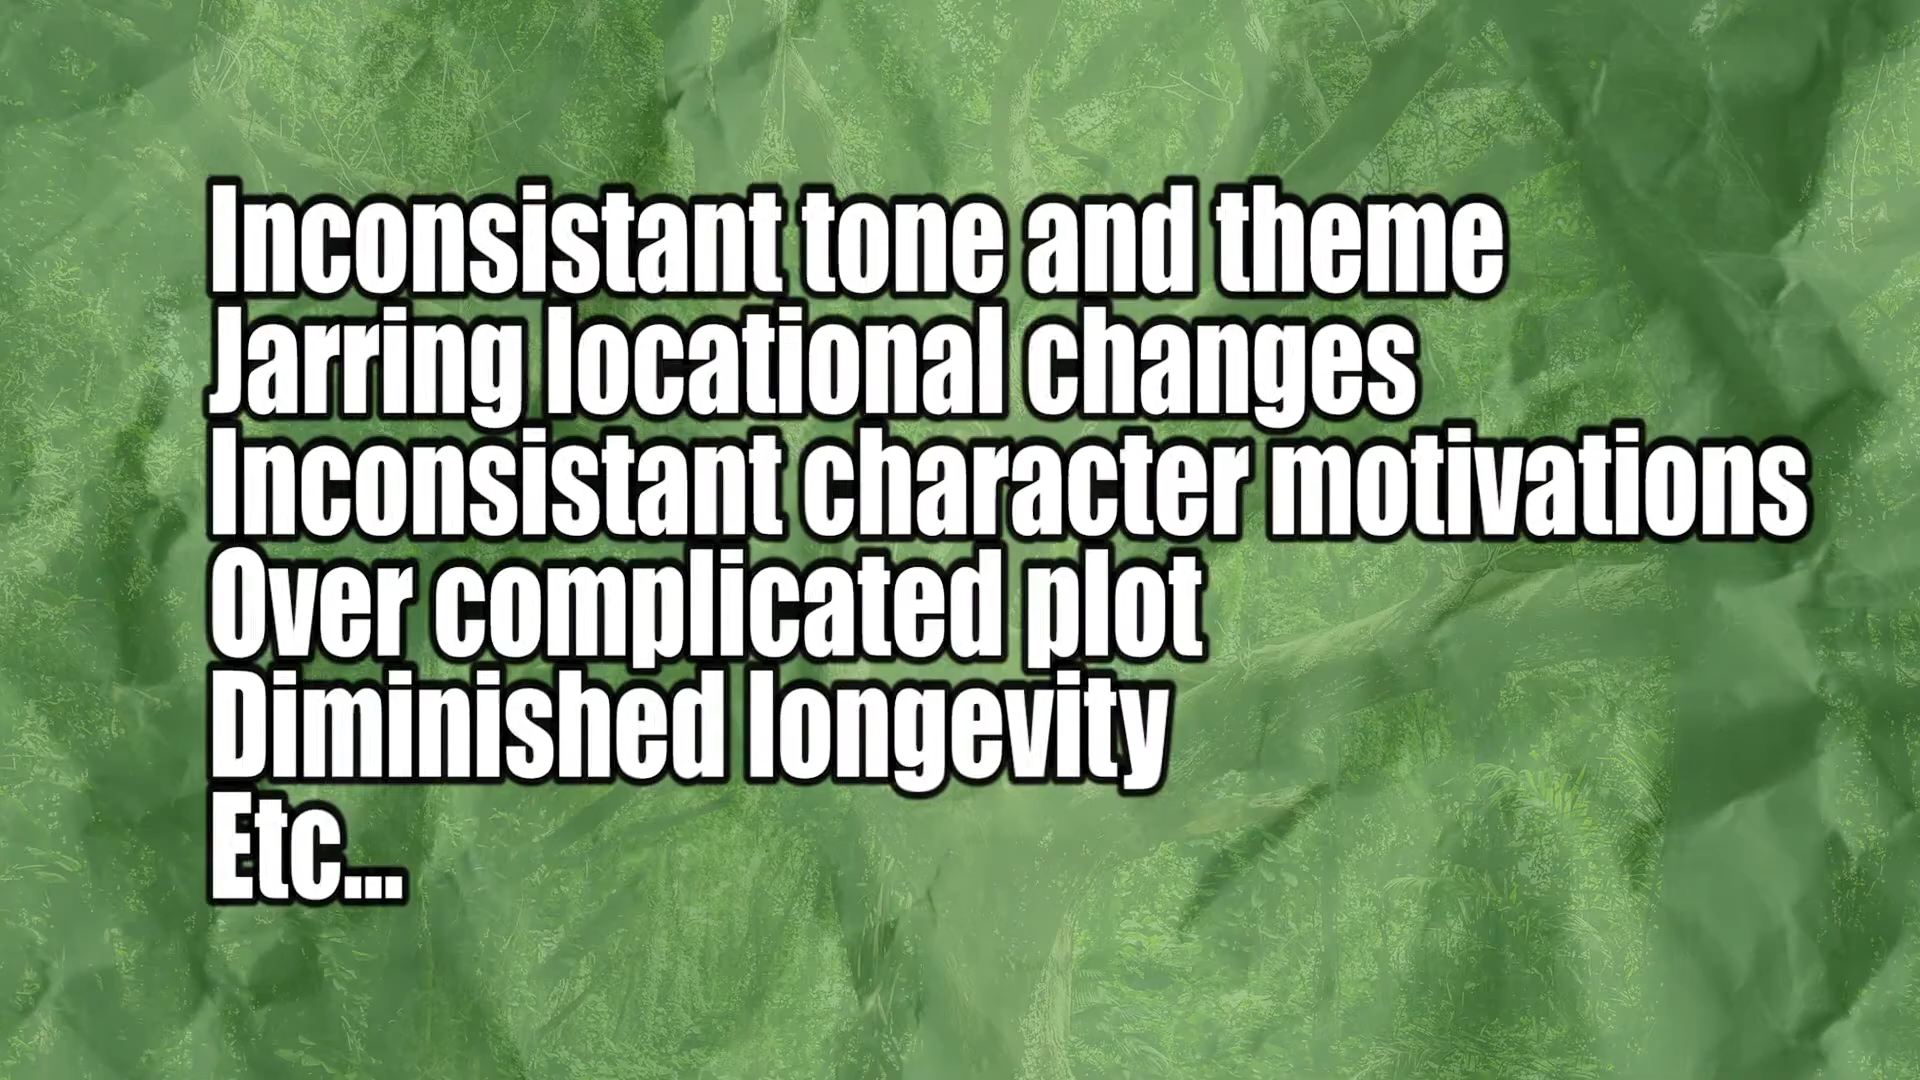 Inconsistant tone and theme
Jarring locational changes
Inconsistant character motivations
Over complicated plot
Diminished longevity
Etc...